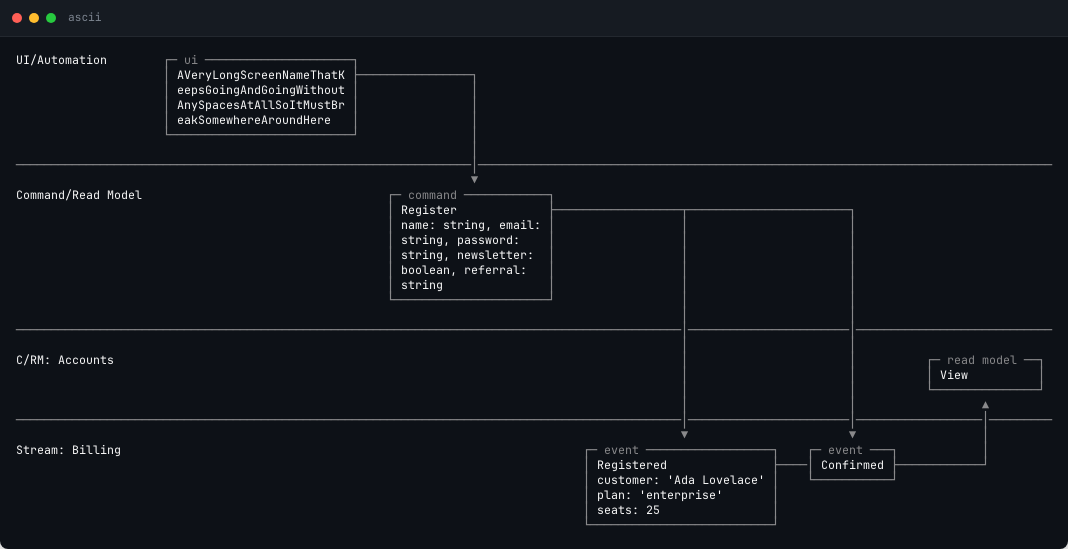 ascii
UI/Automation
ui
AVeryLongScreenNameThatK
eepsGoingAndGoingWithout
AnySpacesAtAllSoItMustBr
eakSomewhereAroundHere
Command/Read Model
command
Register
name: string, email:
string, password:
string, newsletter:
boolean, referral:
string
C/RM: Accounts
read model
View
Stream: Billing
event
Registered
customer: 'Ada Lovelace'
plan: 'enterprise'
seats: 25
event
Confirmed